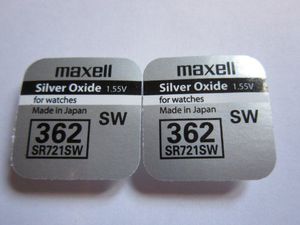 maxell
Silver Oxide 1.55V
for watches
Made in Japan
SW
362
SR721SW
maxell
Silver Oxide 1.55V
for watches
Made in Japan
SW
362
SR721SW